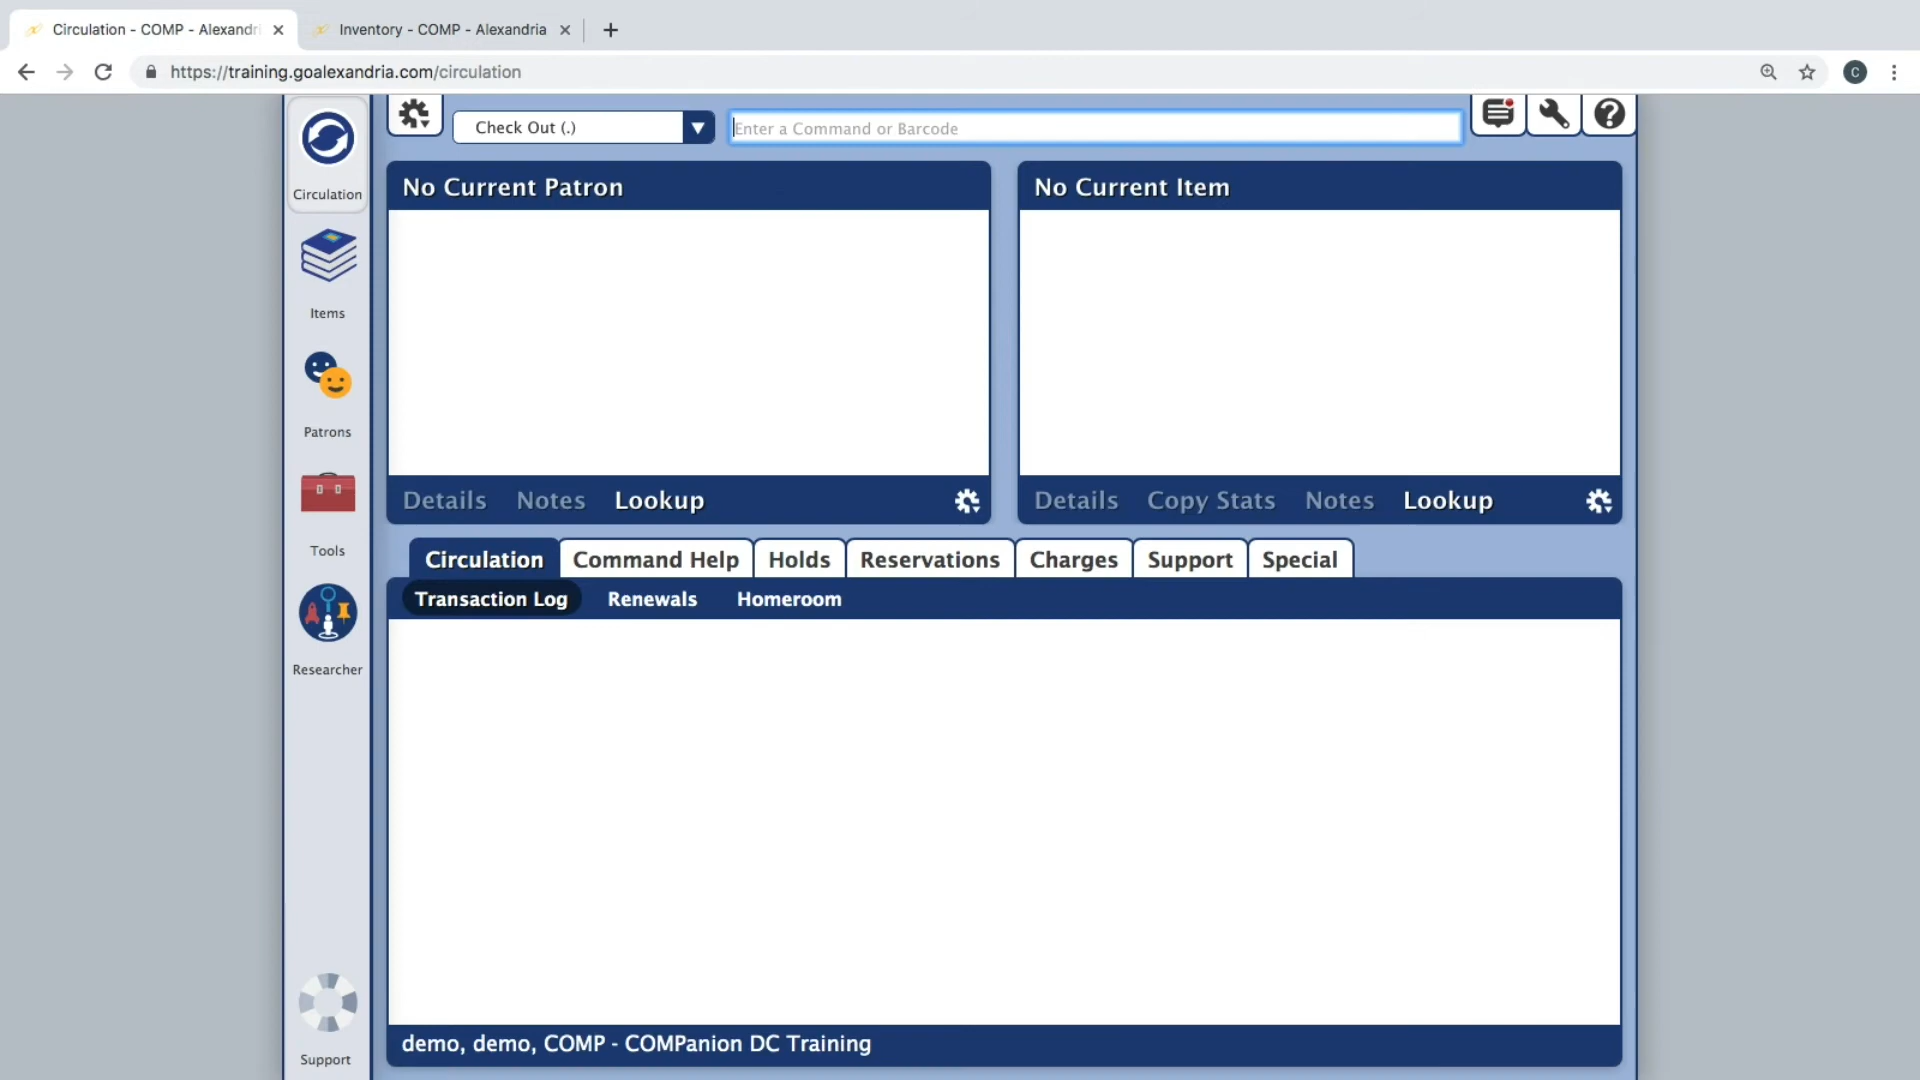 Circulation - COMP - Alexandri
Inventory - COMP - Alexandria
https://training.goalexandria.com/circulation
C
Circulation
Items
Patrons
Tools
Researcher
Support
Check Out (.)
Enter a Command or Barcode
No Current Patron
Details Notes Lookup
No Current Item
Details Copy Stats Notes Lookup
Circulation Command Help Holds Reservations Charges Support Special
Transaction Log Renewals Homeroom
demo, demo, COMP - COMPanion DC Training